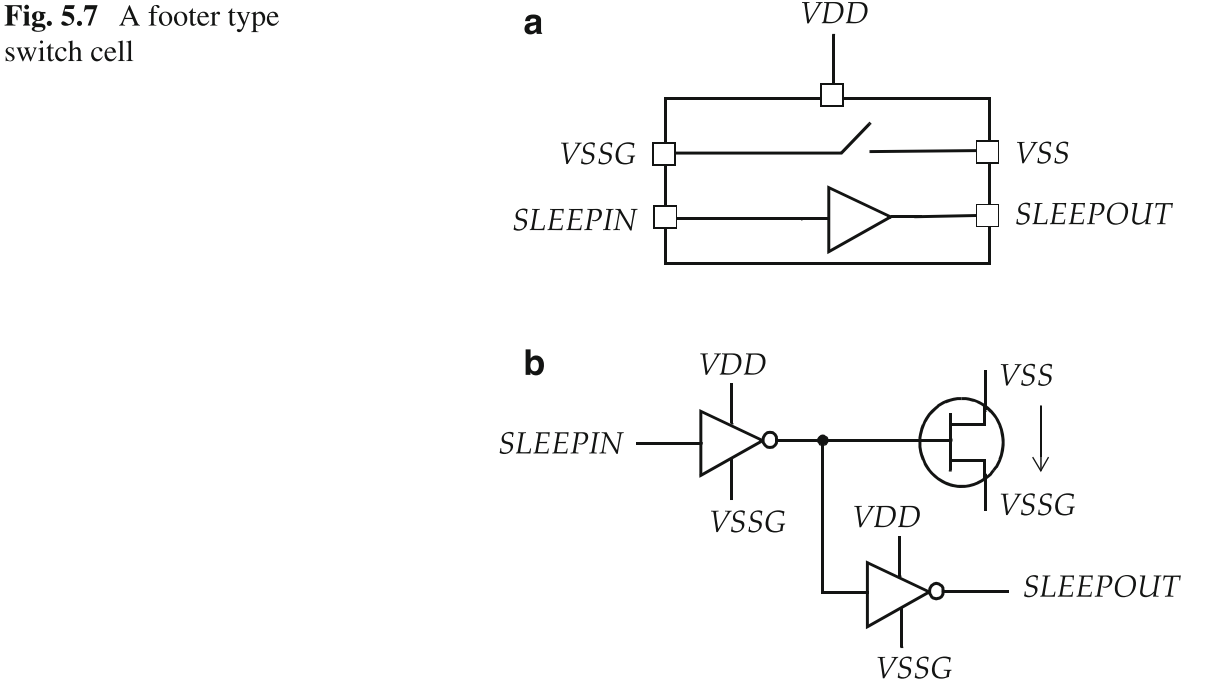 Fig. 5.7 A footer type
switch cell
a
VDD
VSSG
VSS
SLEEPIN
SLEEPOUT
b
VDD
VSS
SLEEPIN
VSSG
VSSG
VDD
SLEEPOUT
VSSG